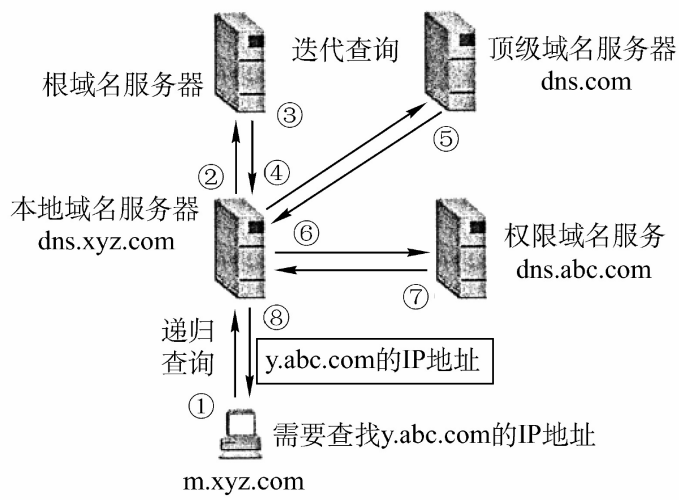 迭代查询
顶级域名服务器
dns.com
根域名服务器
③
⑤
②
④
本地域名服务器
dns.xyz.com
⑥
权限域名服务
dns.abc.com
⑦
⑧
递归
查询
y.abc.com的IP地址
①
需要查找y.abc.com的IP地址
m.xyz.com